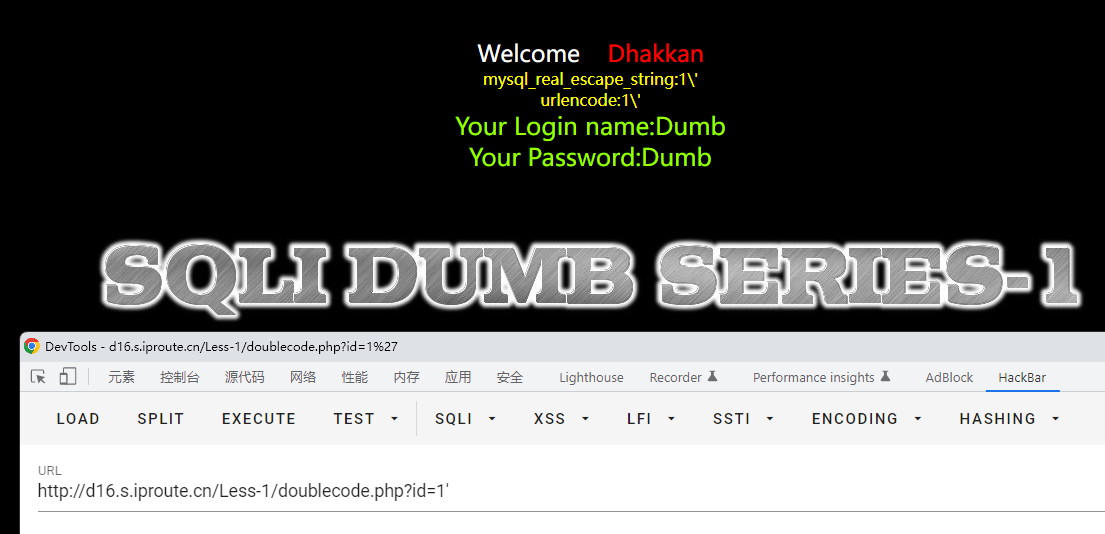 Welcome Dhakkan
mysql_real_escape_string:1\'
urlencode:1\'
Your Login name:Dumb
Your Password:Dumb
SQLI DUMB SERIES-1
DevTools - d16.s.iproute.cn/Less-1/doublecode.php?id=1%27
元素 控制台 源代码 网络 性能 内存 应用 安全 Lighthouse Recorder Performance insights AdBlock HackBar
LOAD SPLIT EXECUTE TEST SQLI XSS LFI SSTI ENCODING HASHING
URL
http://d16.s.iproute.cn/Less-1/doublecode.php?id=1'